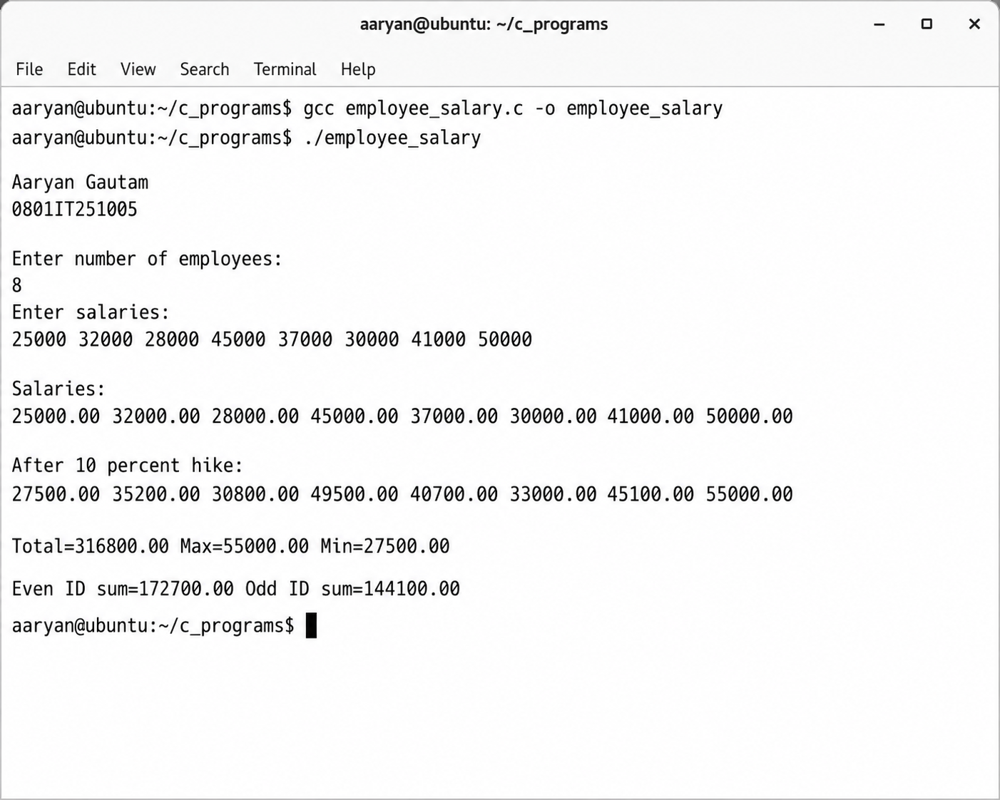 aaryan@ubuntu: ~/c_programs
File Edit View Search Terminal Help
aaryan@ubuntu:~/c_programs$ gcc employee_salary.c -o employee_salary
aaryan@ubuntu:~/c_programs$ ./employee_salary
Aaryan Gautam
0801IT251005
Enter number of employees:
8
Enter salaries:
25000 32000 28000 45000 37000 30000 41000 50000
Salaries:
25000.00 32000.00 28000.00 45000.00 37000.00 30000.00 41000.00 50000.00
After 10 percent hike:
27500.00 35200.00 30800.00 49500.00 40700.00 33000.00 45100.00 55000.00
Total=316800.00 Max=55000.00 Min=27500.00
Even ID sum=172700.00 Odd ID sum=144100.00
aaryan@ubuntu:~/c_programs$